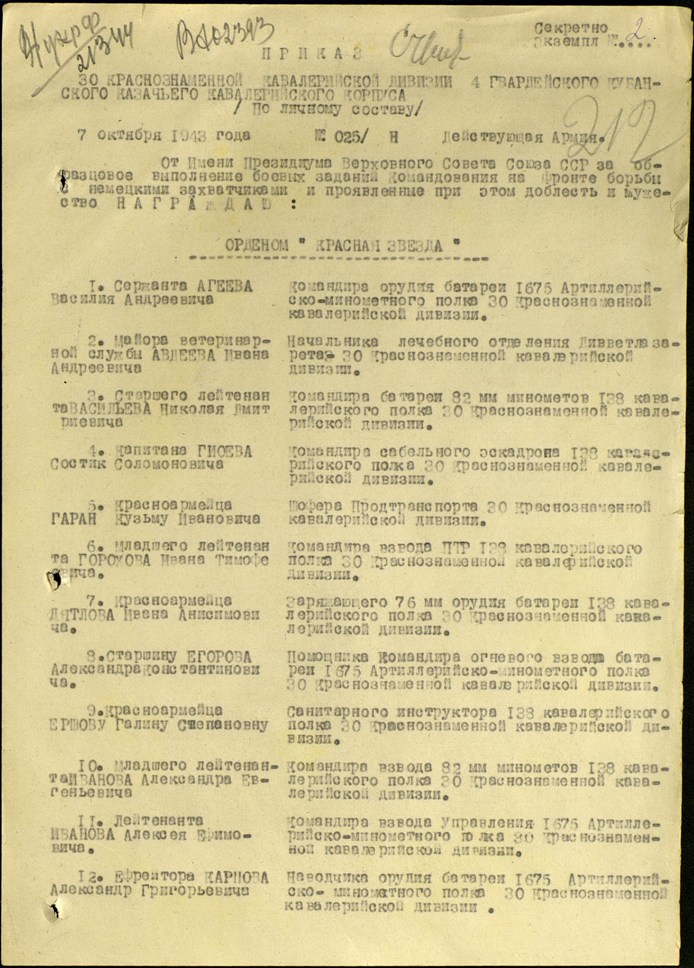 Секретно
Экземпл №.2...
21344
ВХ02393
ПРИКАЗ
30 КРАСНОЗНАМЕННОЙ КАВАЛЕРИЙСКОЙ ДИВИЗИИ 4 ГВАРДЕЙСКОГО КУБАН-
СКОГО КАЗАЧЬЕГО КАВАЛЕРИЙСКОГО КОРПУСА
/По личному составу/
212
7 октября 1943 года № 025/ Н Действующая Армия.
От Имени Президиума Верховного Совета Союза ССР за об-
разцовое выполнение боевых заданий Командования на фронте борьбы
с немецкими захватчиками и проявленные при этом доблесть и муже-
ство НАГРАЖДАЮ :
ОРДЕНОМ " КРАСНАЯ ЗВЕЗДА "
1. Сержанта АГЕЕВА Командира орудия батареи 1675 Артиллерий-
Василия Андреевича ско-минометного полка 30 Краснознаменной
кавалерийской дивизии.
2. Майора ветеринар- Начальника лечебного отделения Дивветлаза-
ной службы АВДЕЕВА Ивана рета 30 Краснознаменной кавалерийской
Андреевича дивизии.
3. Старшего лейтенан Командира батареи 82 мм минометов 138 кава-
таВАСИЛЬЕВА Николая Дмит лерийского полка 30 Краснознаменной кавале-
риевича рийской дивизии.
4. Капитана ГИОЕВА Командира сабельного эскадрона 138 кавале-
Состик Соломоновича рийского полка 30 Краснознаменной кавале-
рийской дивизии.
5. Красноармейца Шофера Продтранспорта 30 Краснознаменной
ГАРАН Кузьму Ивановича кавалерийской дивизии.
6. Младшего лейтенан Командира взвода ПТР 138 кавалерийского
та ГОРОХОВА Ивана Тимофе полка 30 Краснознаменной кавалерийской
евича. дивизии.
7. Красноармейца Заряжающего 76 мм орудия батареи 138 кава-
ДЯТЛОВА Ивана Анисимови лерийского полка 30 Краснознаменной кава-
ча. лерийской дивизии.
8.Старшину ЕГОРОВА Помощника Командира огневого взвода бата-
АлександраКонстантинови реи 1675 Артиллерийско-минометного полка
ча. 30 Краснознаменной кавалерийской дивизии.
9.Красноармейца Санитарного инструктора 138 кавалерийского
ЕРШОВУ Галину Степановну полка 30 Краснознаменной кавалерийской ди-
визии.
10. Младшего лейтенан- Командира взвода 82 мм минометов 138 кава-
таИВАНОВА Александра Ев- лерийского полка 30 Краснознаменной кава-
геньевича лерийской дивизии.
11. Лейтенанта Командира взвода Управления 1675 Артилле-
ИВАНОВА Алексея Ефимо- рийско-минометного полка 30 Краснознамен-
вича. ной кавалерийской дивизии.
12. Ефрейтора КАРПОВА Наводчика орудия батареи 1675 Артиллерий-
Александр Григорьевича ско- минометного полка 30 Краснознаменной
кавалерийской дивизии .